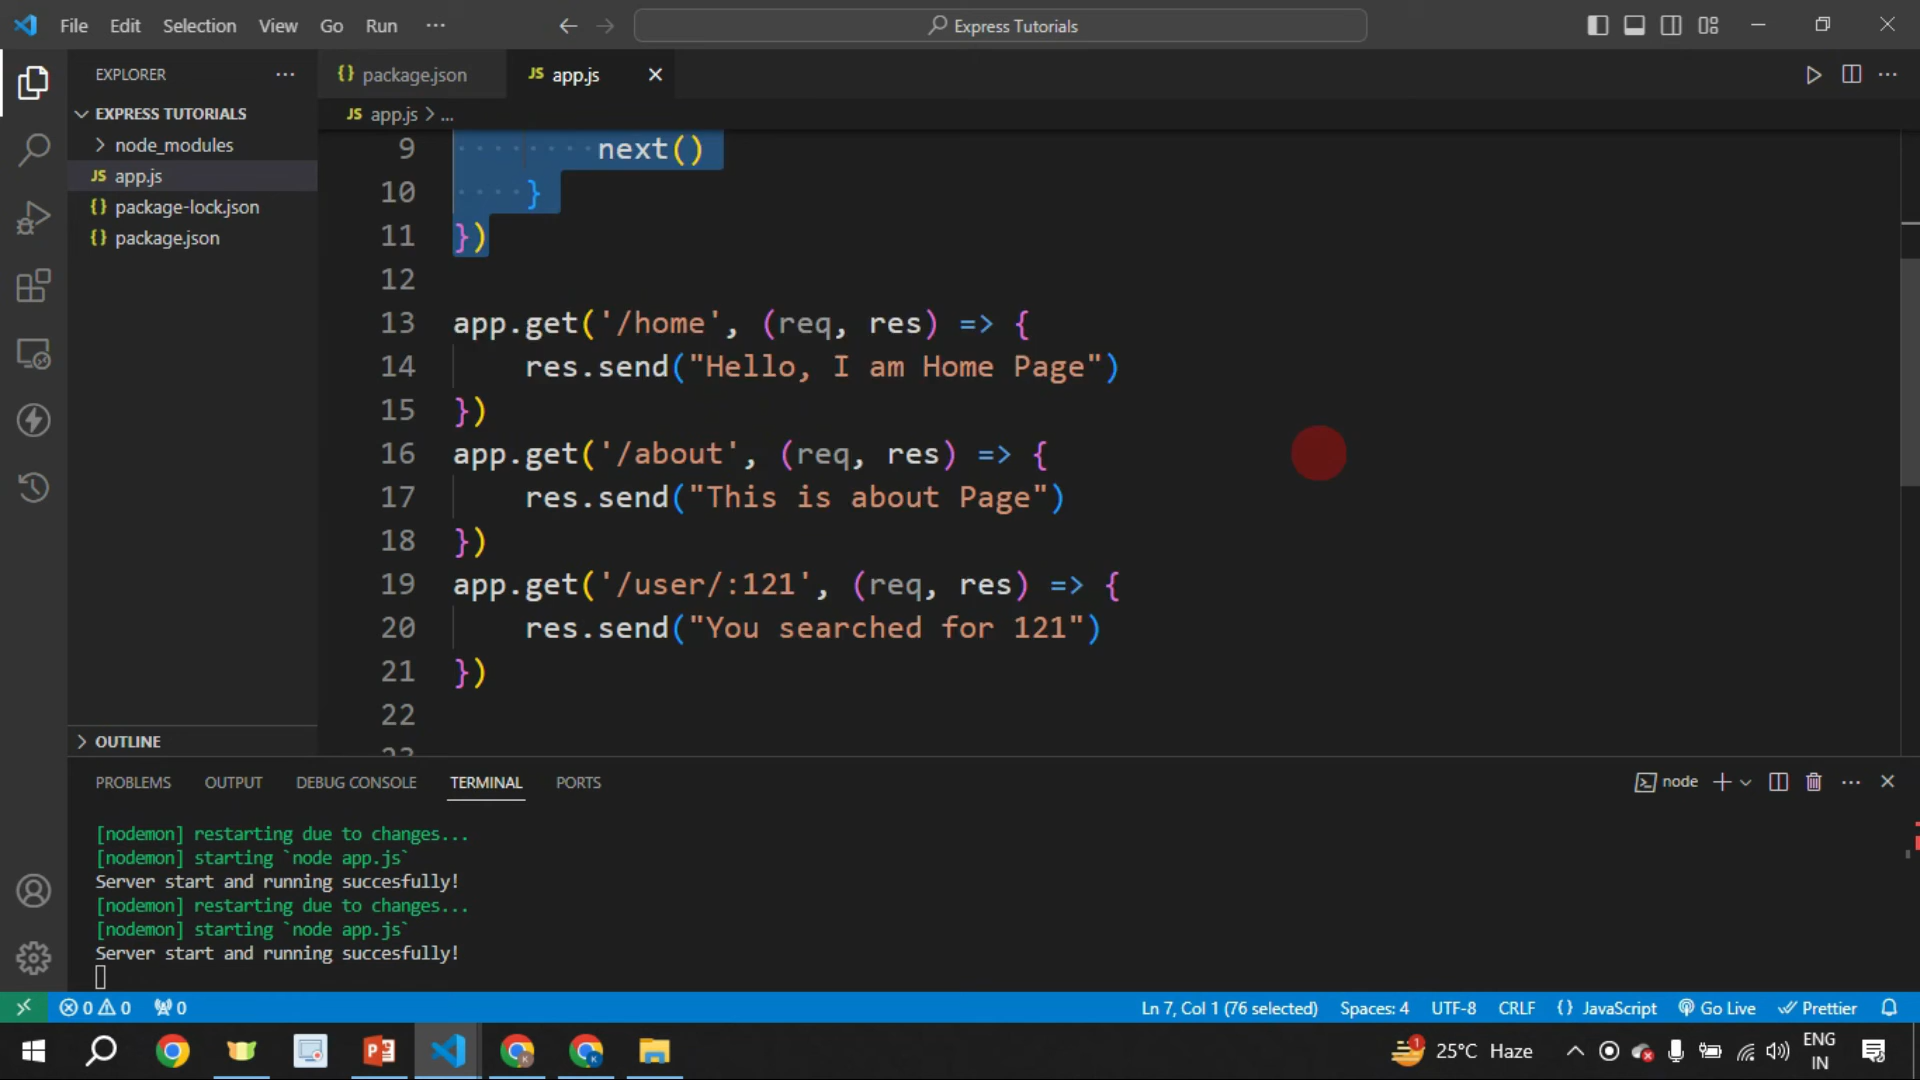 File Edit Selection View Go Run ··· Express Tutorials
EXPLORER ···
EXPRESS TUTORIALS
node_modules
JS app.js
{} package-lock.json
{} package.json
OUTLINE
{} package.json JS app.js
JS app.js > ...
9 next()
10 }
11 })
12
13 app.get('/home', (req, res) => {
14 res.send("Hello, I am Home Page")
15 })
16 app.get('/about', (req, res) => {
17 res.send("This is about Page")
18 })
19 app.get('/user/:121', (req, res) => {
20 res.send("You searched for 121")
21 })
22
23
PROBLEMS OUTPUT DEBUG CONSOLE TERMINAL PORTS node
[nodemon] restarting due to changes...
[nodemon] starting `node app.js`
Server start and running succesfully!
[nodemon] restarting due to changes...
[nodemon] starting `node app.js`
Server start and running succesfully!
0 0 0 Ln 7, Col 1 (76 selected) Spaces: 4 UTF-8 CRLF {} JavaScript Go Live Prettier
1 25°C Haze ENG
IN